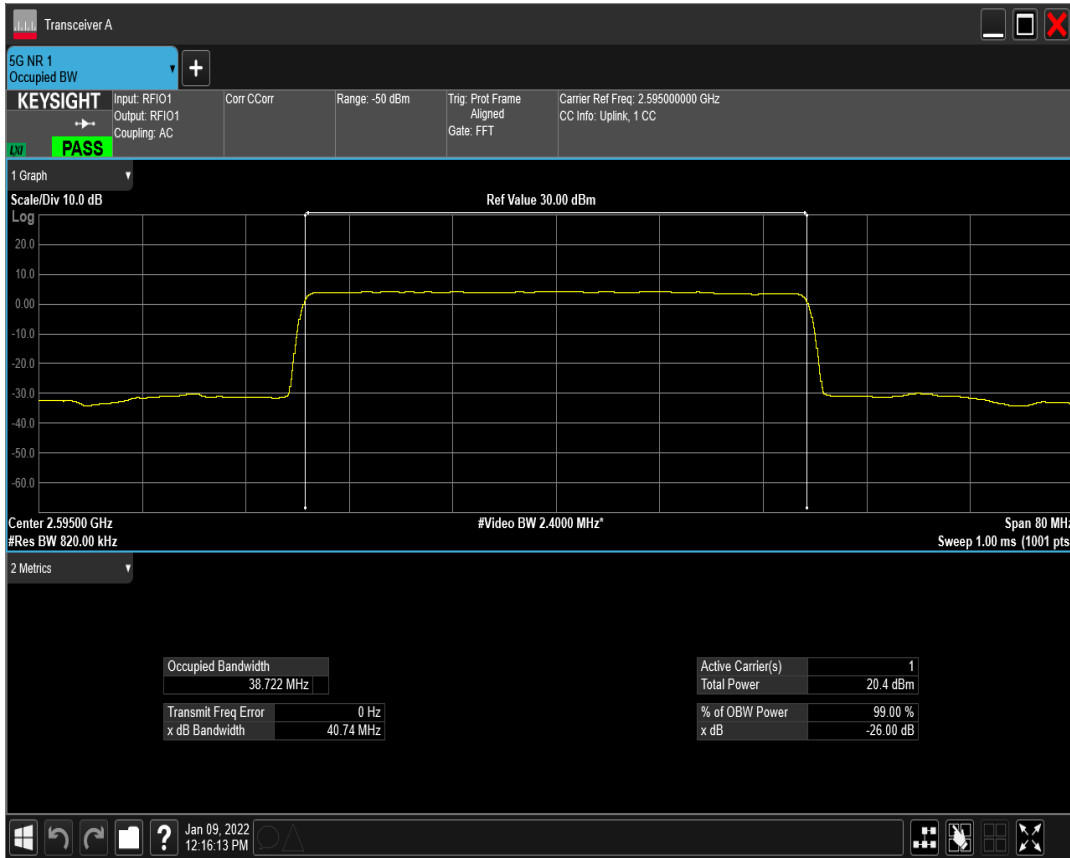 Transceiver A
5G NR 1
Occupied BW
KEYSIGHT
LXI
PASS
Input: RFIO1
Output: RFIO1
Coupling: AC
Corr CCorr
Range: -50 dBm
Trig: Prot Frame
Aligned
Gate: FFT
Carrier Ref Freq: 2.595000000 GHz
CC Info: Uplink, 1 CC
1 Graph
Scale/Div 10.0 dB
Ref Value 30.00 dBm
Log
20.0
10.0
0.00
-10.0
-20.0
-30.0
-40.0
-50.0
-60.0
Center 2.59500 GHz
#Video BW 2.4000 MHz*
Span 80 MHz
#Res BW 820.00 kHz
Sweep 1.00 ms (1001 pts
2 Metrics
Occupied Bandwidth
38.722 MHz
Transmit Freq Error 0 Hz
x dB Bandwidth 40.74 MHz
Active Carrier(s) 1
Total Power 20.4 dBm
% of OBW Power 99.00 %
x dB -26.00 dB
?
Jan 09, 2022
12:16:13 PM